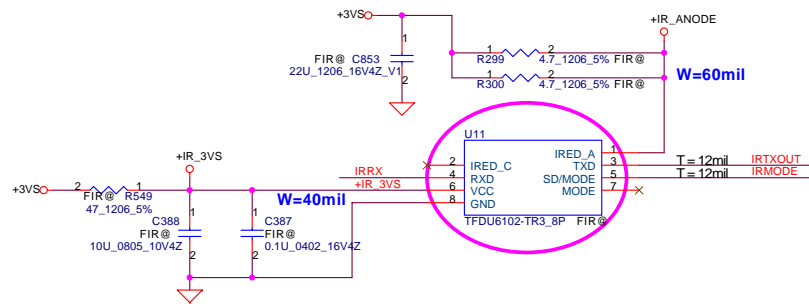 +3VS
+IR_ANODE
1
FIR@ C853
22U_1206_16V4Z_V1
2
1 2
R299 4.7_1206_5% FIR@
1 2
R300 4.7_1206_5% FIR@
W=60mil
U11
IRED_A 1
2 IRED_C TXD 3 T = 12mil IRTXOUT
IRRX 4 RXD SD/MODE 5 T = 12mil IRMODE
+IR_3VS 6 VCC MODE 7
8 GND
TFDU6102-TR3_8P FIR@
+IR_3VS
+3VS 2 1
FIR@ R549
47_1206_5%
W=40mil
1
C388
FIR@
10U_0805_10V4Z
2
1
C387
FIR@
0.1U_0402_16V4Z
2